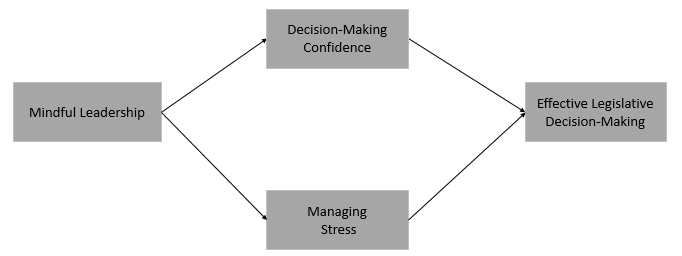 Decision-Making
Confidence
Mindful Leadership
Effective Legislative
Decision-Making
Managing
Stress